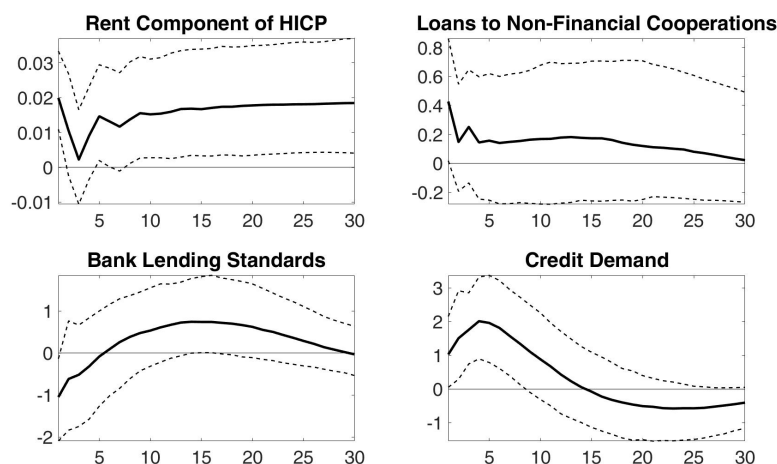 Rent Component of HICP
0.03
0.02
0.01
0
-0.01
5 10 15 20 25 30
Loans to Non-Financial Cooperations
0.8
0.6
0.4
0.2
0
-0.2
5 10 15 20 25 30
Bank Lending Standards
1
0
-1
-2
5 10 15 20 25 30
Credit Demand
3
2
1
0
-1
5 10 15 20 25 30